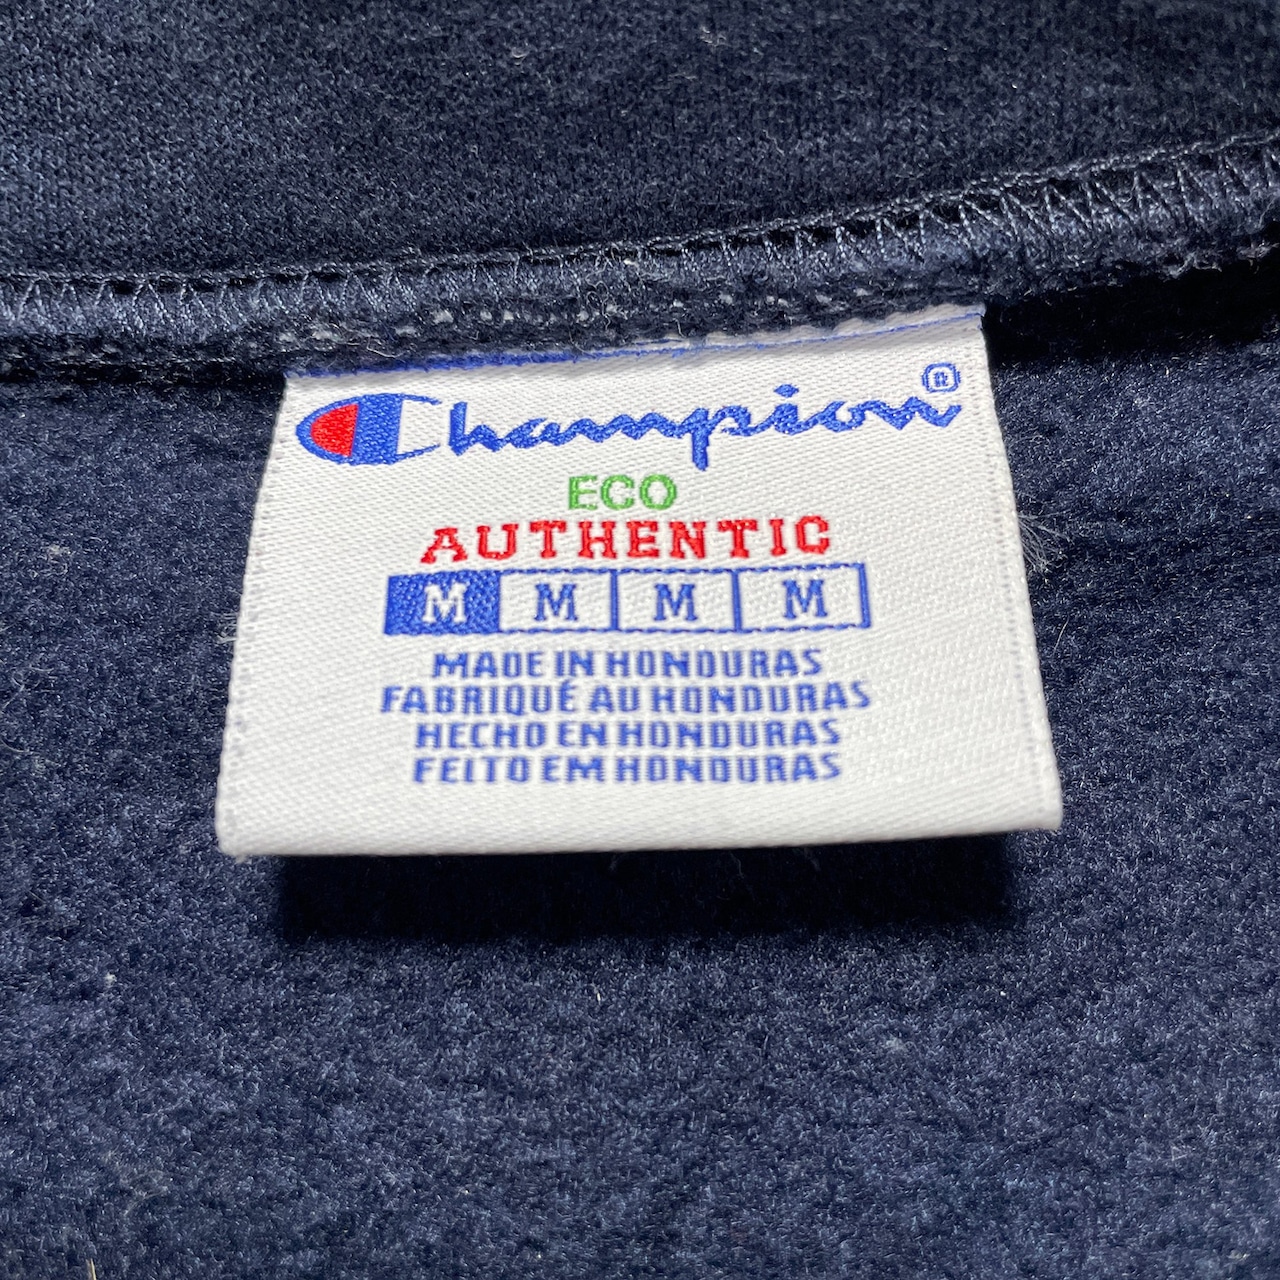 Champion®
ECO
AUTHENTIC
M M M M
MADE IN HONDURAS
FABRIQUÉ AU HONDURAS
HECHO EN HONDURAS
FEITO EM HONDURAS